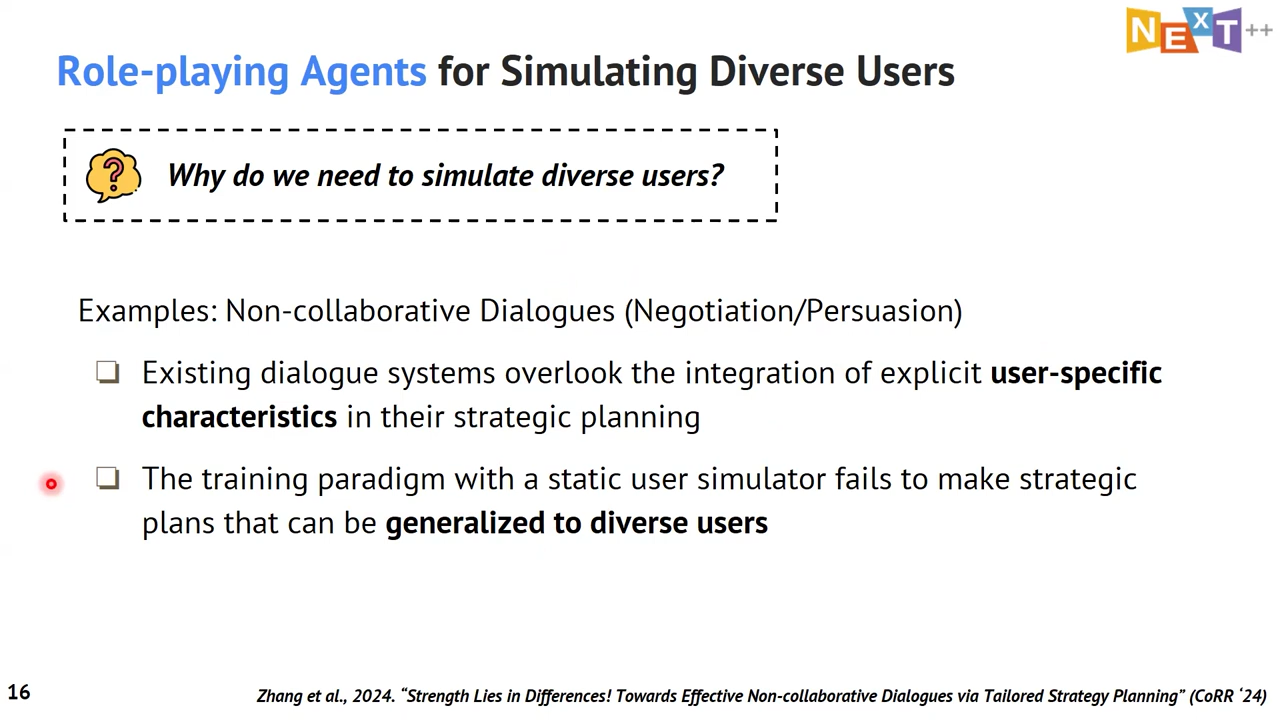 NExT++
Role-playing Agents for Simulating Diverse Users
?
Why do we need to simulate diverse users?
Examples: Non-collaborative Dialogues (Negotiation/Persuasion)
❏ Existing dialogue systems overlook the integration of explicit user-specific
characteristics in their strategic planning
❏ The training paradigm with a static user simulator fails to make strategic
plans that can be generalized to diverse users
16
Zhang et al., 2024. “Strength Lies in Differences! Towards Effective Non-collaborative Dialogues via Tailored Strategy Planning” (CoRR ‘24)